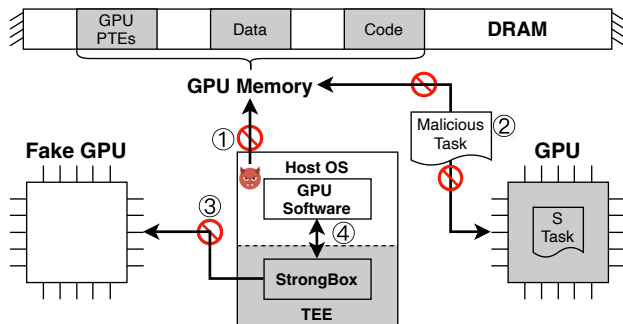 GPU
PTEs
Data
Code
DRAM
GPU Memory
①
Malicious
Task
②
Fake GPU
Host OS
GPU
GPU
Software
③
④
S
Task
StrongBox
TEE